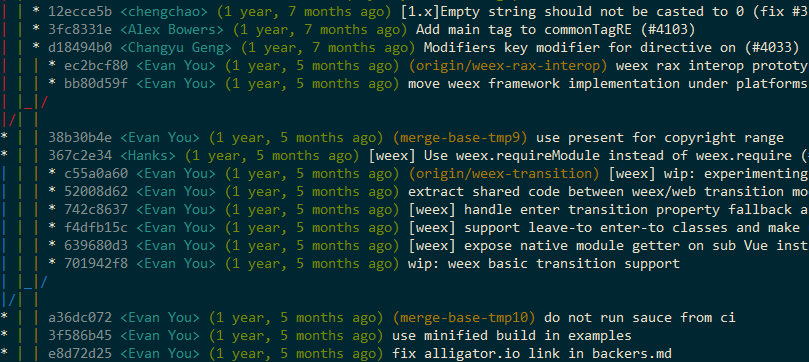 | | * 12ecce5b <chengchao> (1 year, 7 months ago) [1.x]Empty string should not be casted to 0 (fix #3
| | * 3fc8331e <Alex Bowers> (1 year, 7 months ago) Add main tag to commonTagRE (#4103)
| | * d18494b0 <Changyu Geng> (1 year, 7 months ago) Modifiers key modifier for directive on (#4033)
| | | * ec2bcf80 <Evan You> (1 year, 5 months ago) (origin/weex-rax-interop) weex rax interop prototy
| | | * bb80d59f <Evan You> (1 year, 5 months ago) move weex framework implementation under platforms
| |_|/
|/| |
* | | 38b30b4e <Evan You> (1 year, 5 months ago) (merge-base-tmp9) use present for copyright range
* | | 367c2e34 <Hanks> (1 year, 5 months ago) [weex] Use weex.requireModule instead of weex.require (
| | | * c55a0a60 <Evan You> (1 year, 5 months ago) (origin/weex-transition) [weex] wip: experimenting
| | | * 52008d62 <Evan You> (1 year, 5 months ago) extract shared code between weex/web transition mo
| | | * 742c8637 <Evan You> (1 year, 5 months ago) [weex] handle enter transition property fallback a
| | | * f4dfb15c <Evan You> (1 year, 5 months ago) [weex] support leave-to enter-to classes and make
| | | * 639680d3 <Evan You> (1 year, 5 months ago) [weex] expose native module getter on sub Vue inst
| | | * 701942f8 <Evan You> (1 year, 5 months ago) wip: weex basic transition support
| |_|/
|/| |
* | | a36dc072 <Evan You> (1 year, 5 months ago) (merge-base-tmp10) do not run sauce from ci
* | | 3f586b45 <Evan You> (1 year, 5 months ago) use minified build in examples
* | | e8d72d25 <Evan You> (1 year, 5 months ago) fix alligator.io link in backers.md